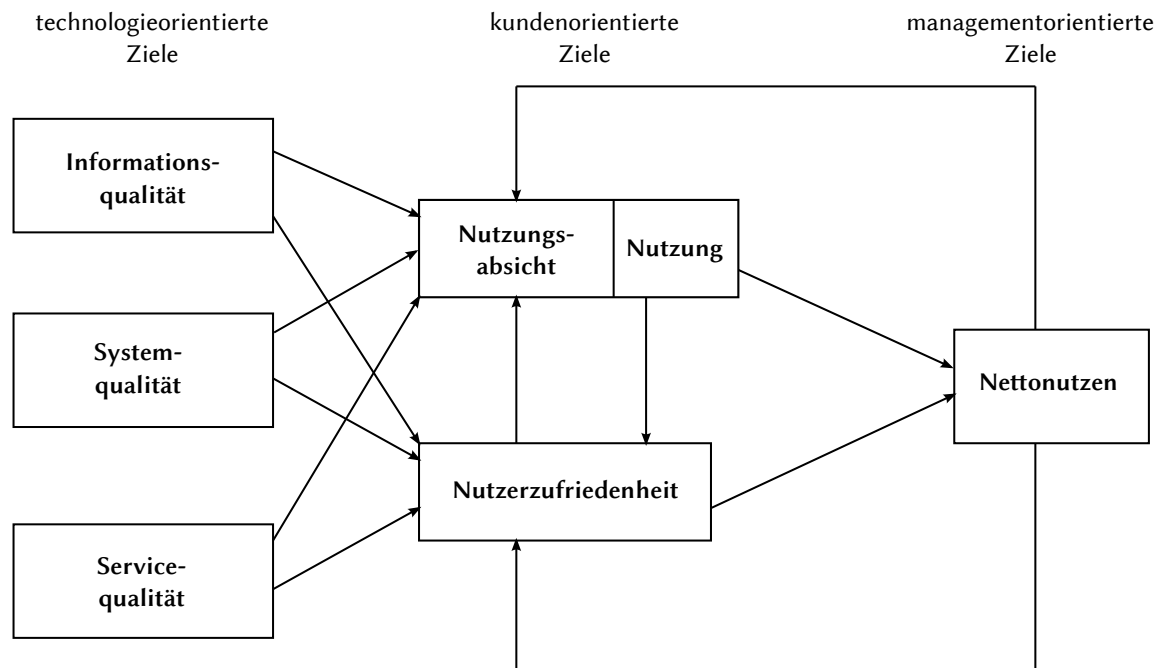 technologieorientierte
Ziele
kundenorientierte
Ziele
managementorientierte
Ziele
Informations-
qualität
Nutzungs-
absicht
Nutzung
System-
qualität
Nettonutzen
Nutzerzufriedenheit
Service-
qualität